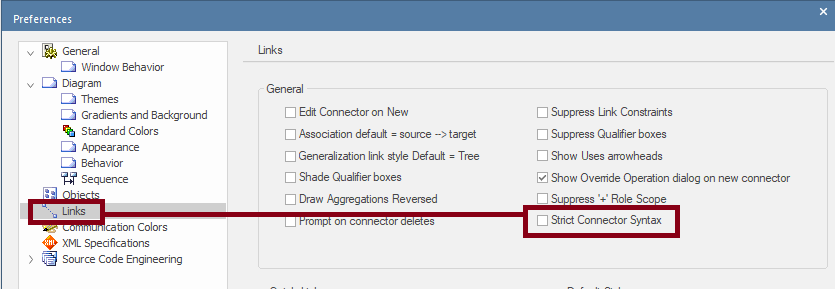 Preferences
General
Window Behavior
Diagram
Themes
Gradients and Background
Standard Colors
Appearance
Behavior
Sequence
Objects
Links
Communication Colors
XML Specifications
Source Code Engineering
Links
General
Edit Connector on New
Association default = source --> target
Generalization link style Default = Tree
Shade Qualifier boxes
Draw Aggregations Reversed
Prompt on connector deletes
Suppress Link Constraints
Suppress Qualifier boxes
Show Uses arrowheads
Show Override Operation dialog on new connector
Suppress '+' Role Scope
Strict Connector Syntax